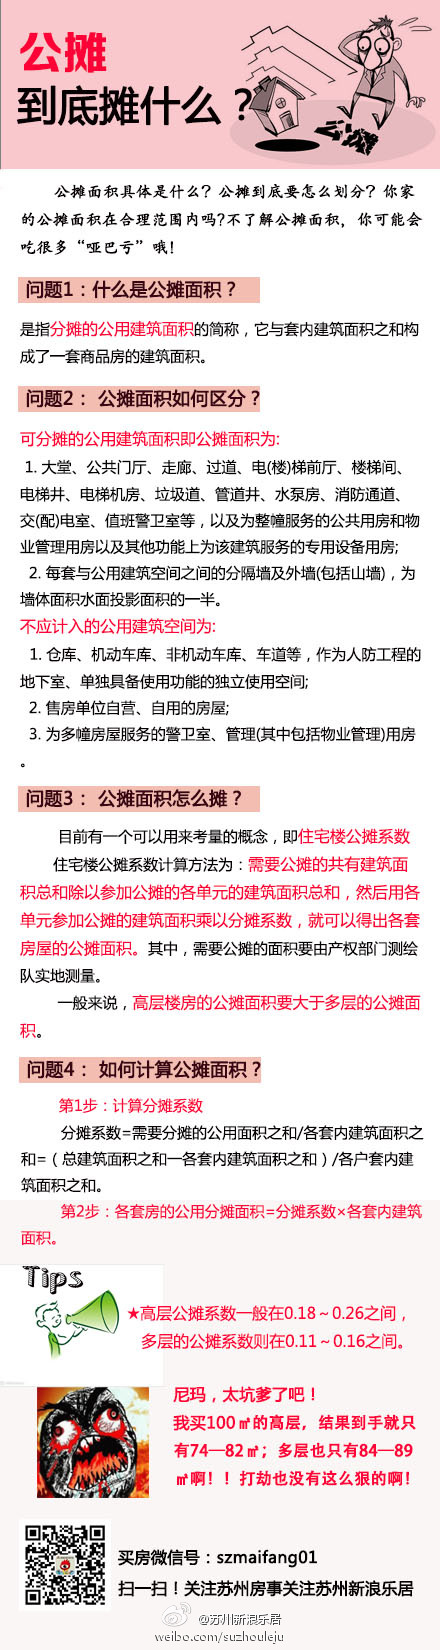 公摊
到底摊什么？
公摊
公摊面积具体是什么？公摊到底要怎么划分？你家
的公摊面积在合理范围内吗?不了解公摊面积，你可能会
吃很多“哑巴亏”哦！
问题1：什么是公摊面积？
是指分摊的公用建筑面积的简称，它与套内建筑面积之和构
成了一套商品房的建筑面积。
问题2： 公摊面积如何区分？
可分摊的公用建筑面积即公摊面积为:
1. 大堂、公共门厅、走廊、过道、电(楼)梯前厅、楼梯间、
电梯井、电梯机房、垃圾道、管道井、水泵房、消防通道、
交(配)电室、值班警卫室等，以及为整幢服务的公共用房和物
业管理用房以及其他功能上为该建筑服务的专用设备用房;
2. 每套与公用建筑空间之间的分隔墙及外墙(包括山墙)，为
墙体面积水面投影面积的一半。
不应计入的公用建筑空间为:
1. 仓库、机动车库、非机动车库、车道等，作为人防工程的
地下室、单独具备使用功能的独立使用空间;
2. 售房单位自营、自用的房屋;
3. 为多幢房屋服务的警卫室、管理(其中包括物业管理)用房
。
问题3： 公摊面积怎么摊？
目前有一个可以用来考量的概念，即住宅楼公摊系数
住宅楼公摊系数计算方法为：需要公摊的共有建筑面
积总和除以参加公摊的各单元的建筑面积总和，然后用各
单元参加公摊的建筑面积乘以分摊系数，就可以得出各套
房屋的公摊面积。其中，需要公摊的面积要由产权部门测绘
队实地测量。
一般来说，高层楼房的公摊面积要大于多层的公摊面
积。
问题4： 如何计算公摊面积？
第1步：计算分摊系数
分摊系数=需要分摊的公用面积之和/各套内建筑面积之
和=（总建筑面积之和一各套内建筑面积之和）/各户套内建
筑面积之和。
第2步：各套房的公用分摊面积=分摊系数×各套内建筑
面积。
Tips
★高层公摊系数一般在0.18～0.26之间，
多层的公摊系数则在0.11～0.16之间。
尼玛，太坑爹了吧！
我买100㎡的高层，结果到手就只
有74—82㎡；多层也只有84—89
㎡啊！！打劫也没有这么狠的啊！
买房微信号：szmaifang01
扫一扫！关注苏州房事关注苏州新浪乐居
@苏州新浪乐居
weibo.com/suzhouleju